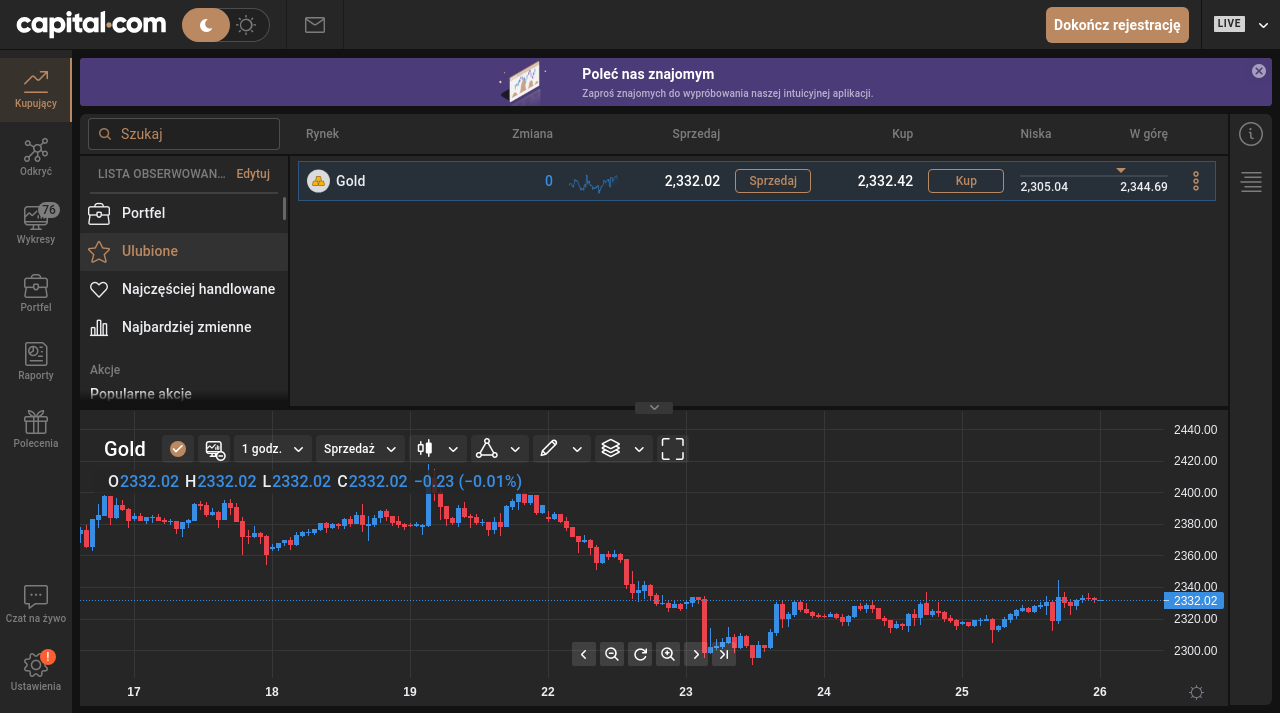 capital.com
Dokończ rejestrację
LIVE
Poleć nas znajomym
Zaproś znajomych do wypróbowania naszej intuicyjnej aplikacji.
Kupujący
Odkryć
76
Wykresy
Portfel
Raporty
Polecenia
Czat na żywo
!
Ustawienia
Szukaj
Rynek Zmiana Sprzedaj Kup Niska W górę
LISTA OBSERWOWAN... Edytuj
Portfel
Ulubione
Najczęściej handlowane
Najbardziej zmienne
Akcje
Popularne akcje
Gold 0 2,332.02 Sprzedaj 2,332.42 Kup 2,305.04 2,344.69
Gold 1 godz. Sprzedaż
O2332.02 H2332.02 L2332.02 C2332.02 −0.23 (−0.01%)
2440.00
2420.00
2400.00
2380.00
2360.00
2340.00
2332.02
2320.00
2300.00
17 18 19 22 23 24 25 26